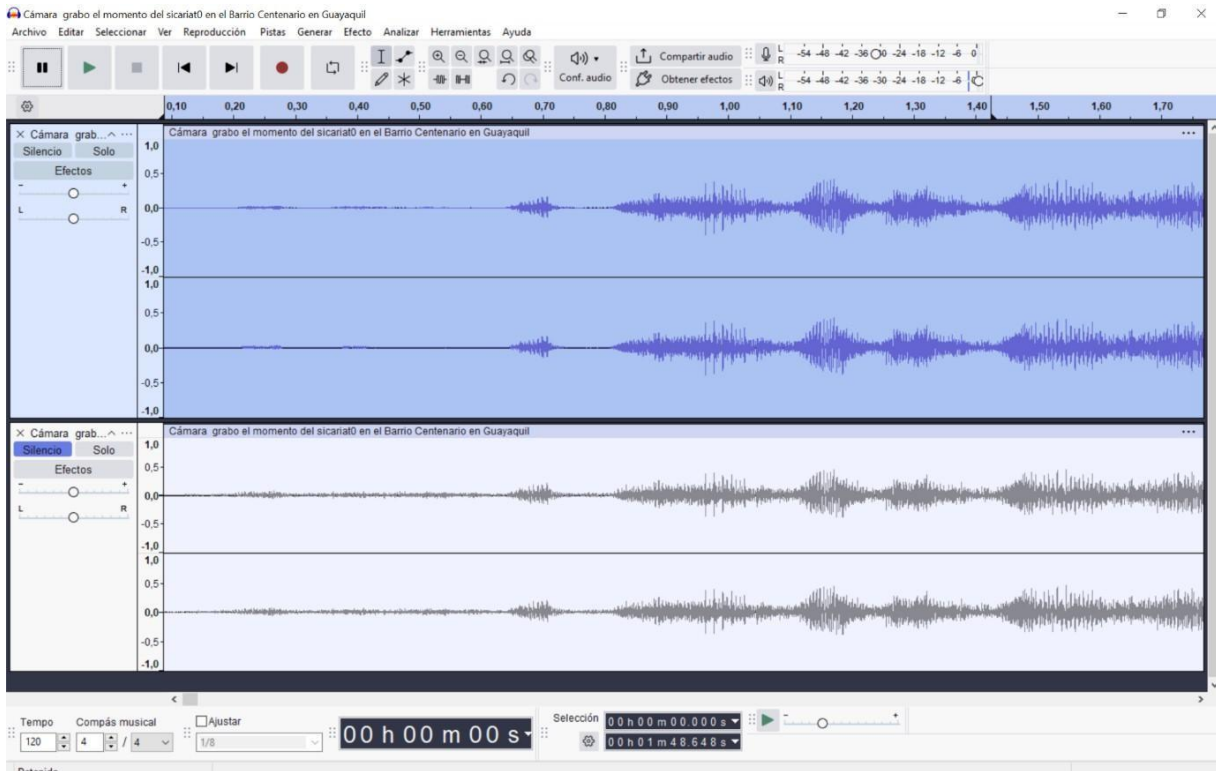 Cámara grabo el momento del sicariat0 en el Barrio Centenario en Guayaquil
Archivo Editar Seleccionar Ver Reproducción Pistas Generar Efecto Analizar Herramientas Ayuda
Conf. audio
Compartir audio
Obtener efectos
L R -54 -48 -42 -36 -30 -24 -18 -12 -6 0
L R -54 -48 -42 -36 -30 -24 -18 -12 -6
0,10 0,20 0,30 0,40 0,50 0,60 0,70 0,80 0,90 1,00 1,10 1,20 1,30 1,40 1,50 1,60 1,70
Cámara grab...
Silencio Solo
Efectos
- +
L R
Cámara grabo el momento del sicariat0 en el Barrio Centenario en Guayaquil
1,0
0,5
0,0
-0,5
-1,0
1,0
0,5
0,0
-0,5
-1,0
Cámara grab...
Silencio Solo
Efectos
- +
L R
Cámara grabo el momento del sicariat0 en el Barrio Centenario en Guayaquil
1,0
0,5
0,0
-0,5
-1,0
1,0
0,5
0,0
-0,5
-1,0
Tempo
120
Compás musical
4 / 4
Ajustar
1/8
00 h 00 m 00 s
Selección
00 h 00 m 00.000 s
00 h 01 m 48.648 s
- +